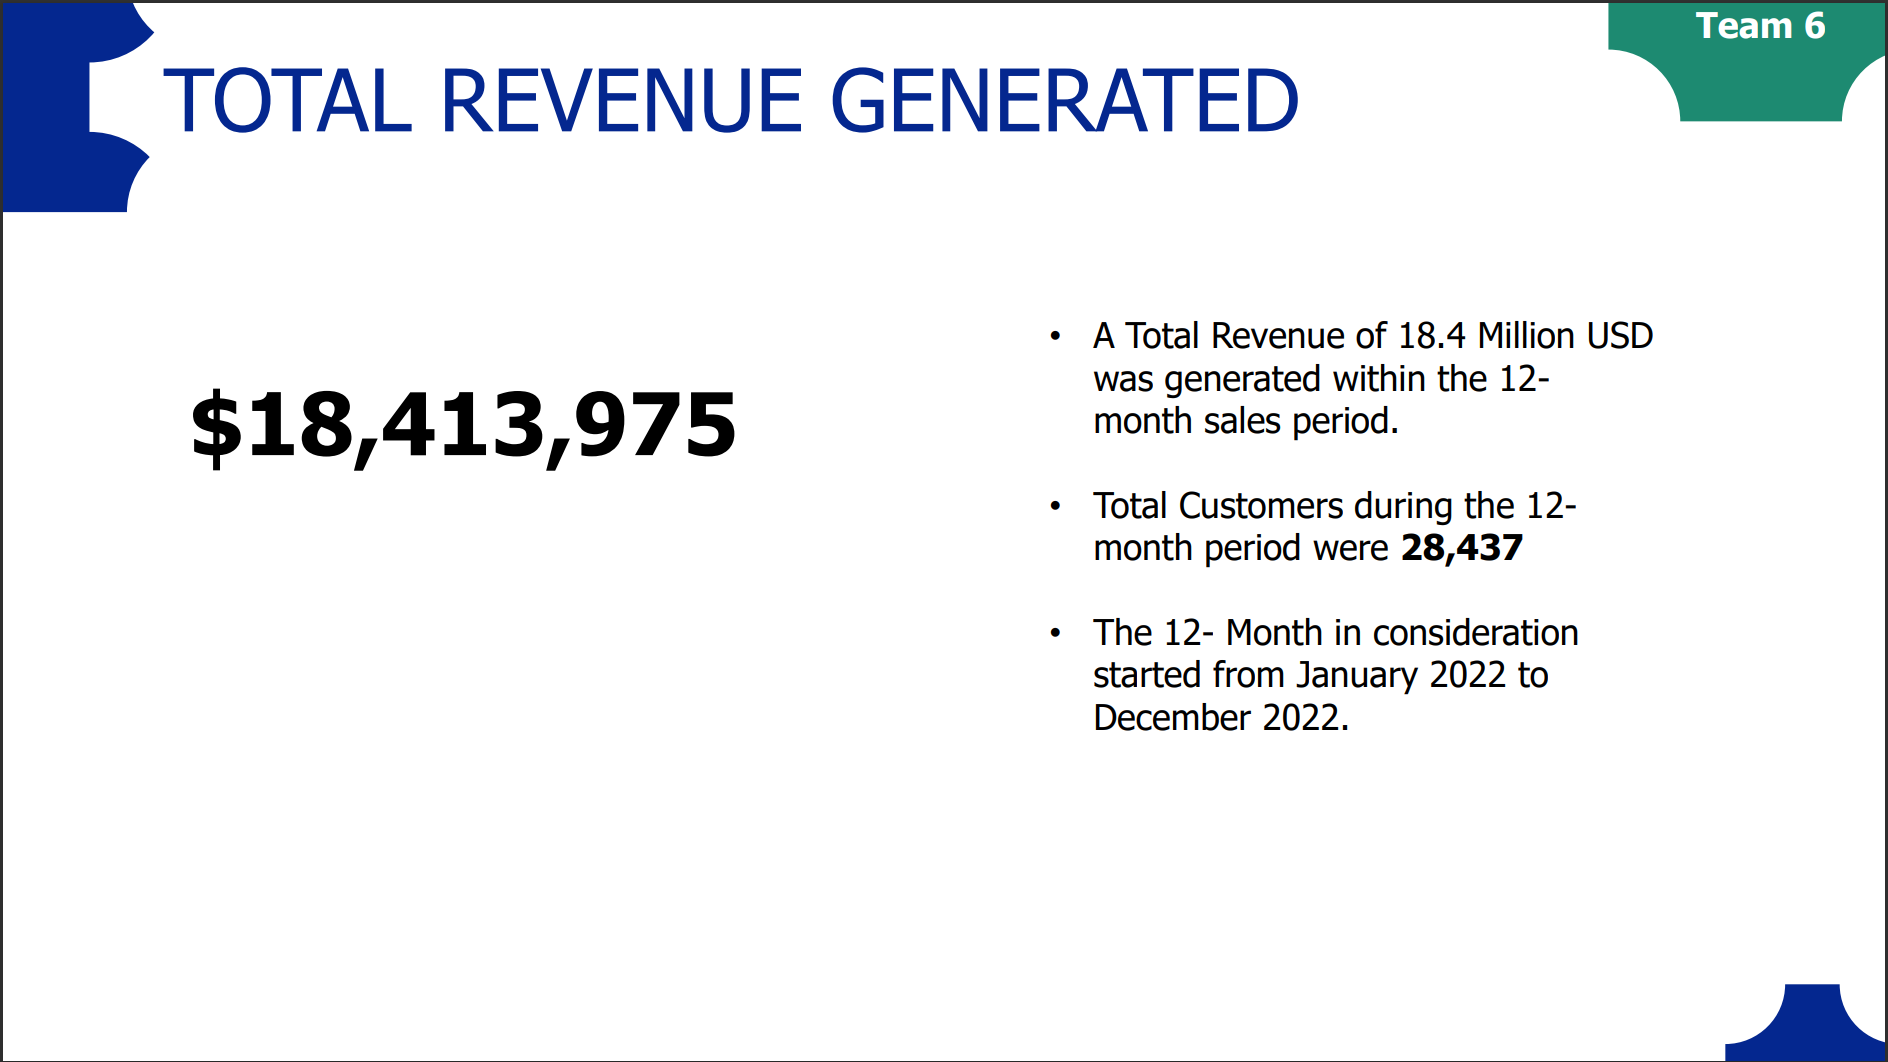 Team 6
TOTAL REVENUE GENERATED
$18,413,975
• A Total Revenue of 18.4 Million USD
was generated within the 12-
month sales period.
• Total Customers during the 12-
month period were 28,437
• The 12- Month in consideration
started from January 2022 to
December 2022.